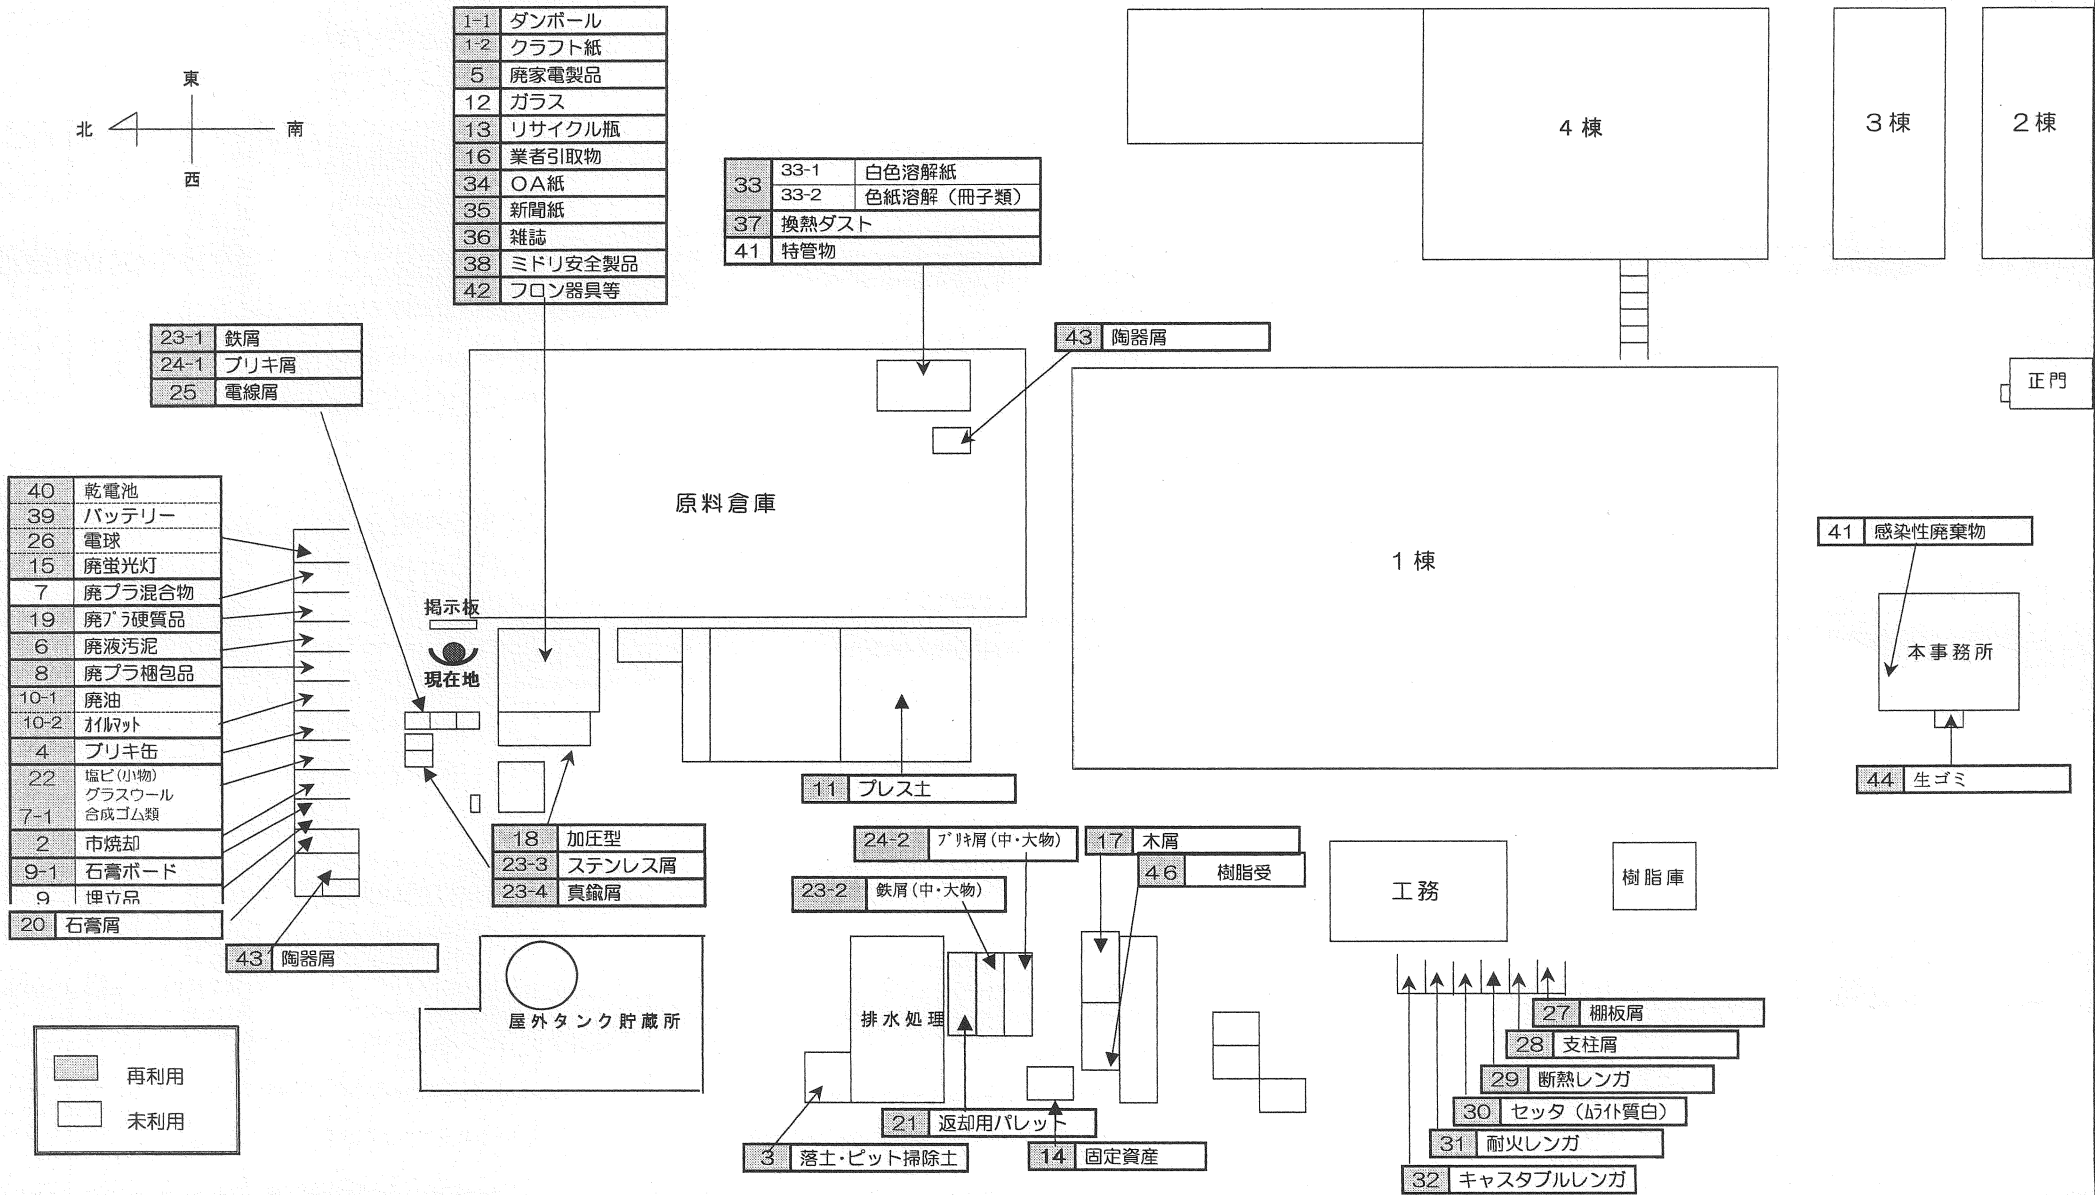 東
北
南
西
1-1 ダンボール
1-2 クラフト紙
5 廃家電製品
12 ガラス
13 リサイクル瓶
16 業者引取物
34 OA紙
35 新聞紙
36 雑誌
38 ミドリ安全製品
42 フロン器具等
33 33-1 白色溶解紙
33-2 色紙溶解（冊子類）
37 換熱ダスト
41 特管物
4棟
3棟
2棟
23-1 鉄屑
24-1 ブリキ屑
25 電線屑
43 陶器屑
正門
原料倉庫
1棟
40 乾電池
39 バッテリー
26 電球
15 廃蛍光灯
7 廃プラ混合物
19 廃ﾌﾟﾗ硬質品
6 廃液汚泥
8 廃プラ梱包品
10-1 廃油
10-2 ｵｲﾙﾏｯﾄ
4 ブリキ缶
22 塩ビ(小物)
グラスウール
7-1 合成ゴム類
2 市焼却
9-1 石膏ボード
9 埋立品
20 石膏屑
43 陶器屑
掲示板
現在地
41 感染性廃棄物
本事務所
44 生ゴミ
11 プレス土
18 加圧型
23-3 ステンレス屑
23-4 真鍮屑
24-2 ﾌﾞﾘｷ屑(中・大物)
23-2 鉄屑(中・大物)
17 木屑
46 樹脂受
工務
樹脂庫
屋外タンク貯蔵所
排水処理
27 棚板屑
28 支柱屑
29 断熱レンガ
30 セッタ（ﾑﾗｲﾄ質白）
31 耐火レンガ
32 キャスタブルレンガ
21 返却用パレット
3 落土・ピット掃除土
14 固定資産
再利用
未利用